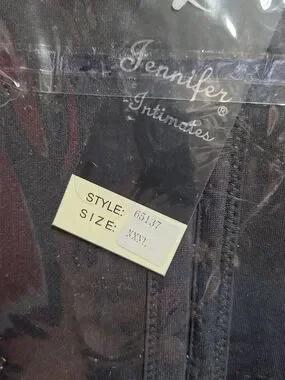 Jennifer®
Intimates
STYLE: 65137
SIZE: XXXL